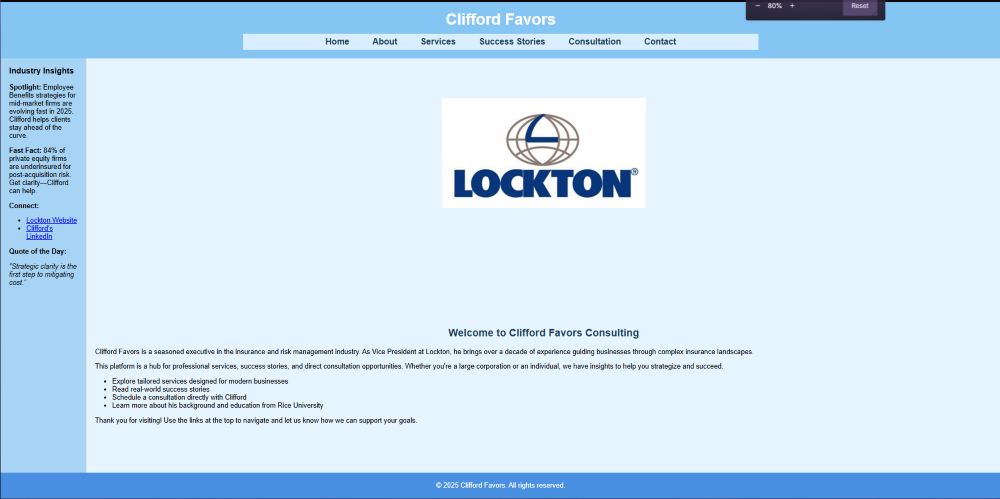 Clifford Favors
− 80% + Reset
Home About Services Success Stories Consultation Contact
Industry Insights
Spotlight: Employee
Benefits strategies for
mid-market firms are
evolving fast in 2025.
Clifford helps clients
stay ahead of the
curve.
Fast Fact: 84% of
private equity firms
are underinsured for
post-acquisition risk.
Get clarity—Clifford
can help.
Connect:
• Lockton Website
• Clifford's
LinkedIn
Quote of the Day:
"Strategic clarity is the
first step to mitigating
cost."
LOCKTON®
Welcome to Clifford Favors Consulting
Clifford Favors is a seasoned executive in the insurance and risk management industry. As Vice President at Lockton, he brings over a decade of experience guiding businesses through complex insurance landscapes.
This platform is a hub for professional services, success stories, and direct consultation opportunities. Whether you're a large corporation or an individual, we have insights to help you strategize and succeed.
• Explore tailored services designed for modern businesses
• Read real-world success stories
• Schedule a consultation directly with Clifford
• Learn more about his background and education from Rice University
Thank you for visiting! Use the links at the top to navigate and let us know how we can support your goals.
© 2025 Clifford Favors. All rights reserved.